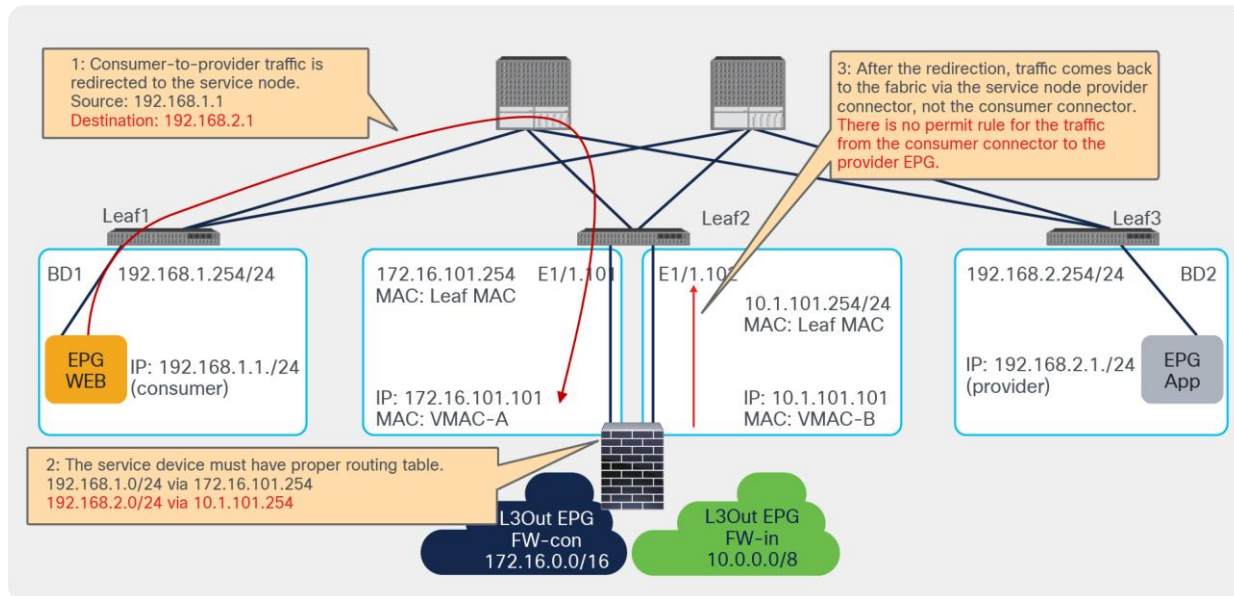 1: Consumer-to-provider traffic is
redirected to the service node.
Source: 192.168.1.1
Destination: 192.168.2.1
3: After the redirection, traffic comes back
to the fabric via the service node provider
connector, not the consumer connector.
There is no permit rule for the traffic
from the consumer connector to the
provider EPG.
Leaf1
Leaf2
Leaf3
BD1
192.168.1.254/24
EPG
WEB
IP: 192.168.1.1./24
(consumer)
172.16.101.254
MAC: Leaf MAC
E1/1.101
IP: 172.16.101.101
MAC: VMAC-A
E1/1.102
10.1.101.254/24
MAC: Leaf MAC
IP: 10.1.101.101
MAC: VMAC-B
192.168.2.254/24
BD2
IP: 192.168.2.1./24
(provider)
EPG
App
2: The service device must have proper routing table.
192.168.1.0/24 via 172.16.101.254
192.168.2.0/24 via 10.1.101.254
L3Out EPG
FW-con
172.16.0.0/16
L3Out EPG
FW-in
10.0.0.0/8